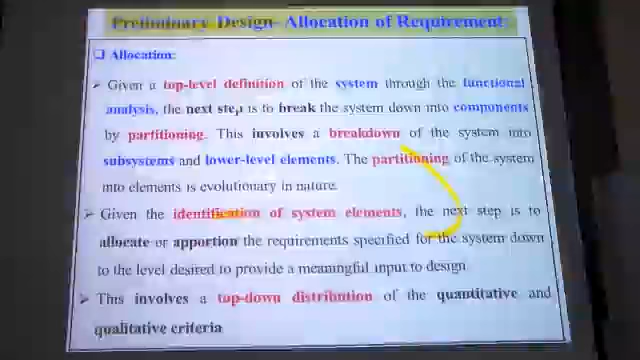 Preliminary Design- Allocation of Requirement
Allocation:
Given a top-level definition of the system through the functional
analysis, the next step is to break the system down into components
by partitioning. This involves a breakdown of the system into
subsystems and lower-level elements. The partitioning of the system
into elements is evolutionary in nature.
Given the identification of system elements, the next step is to
allocate or apportion the requirements specified for the system down
to the level desired to provide a meaningful input to design.
This involves a top-down distribution of the quantitative and
qualitative criteria